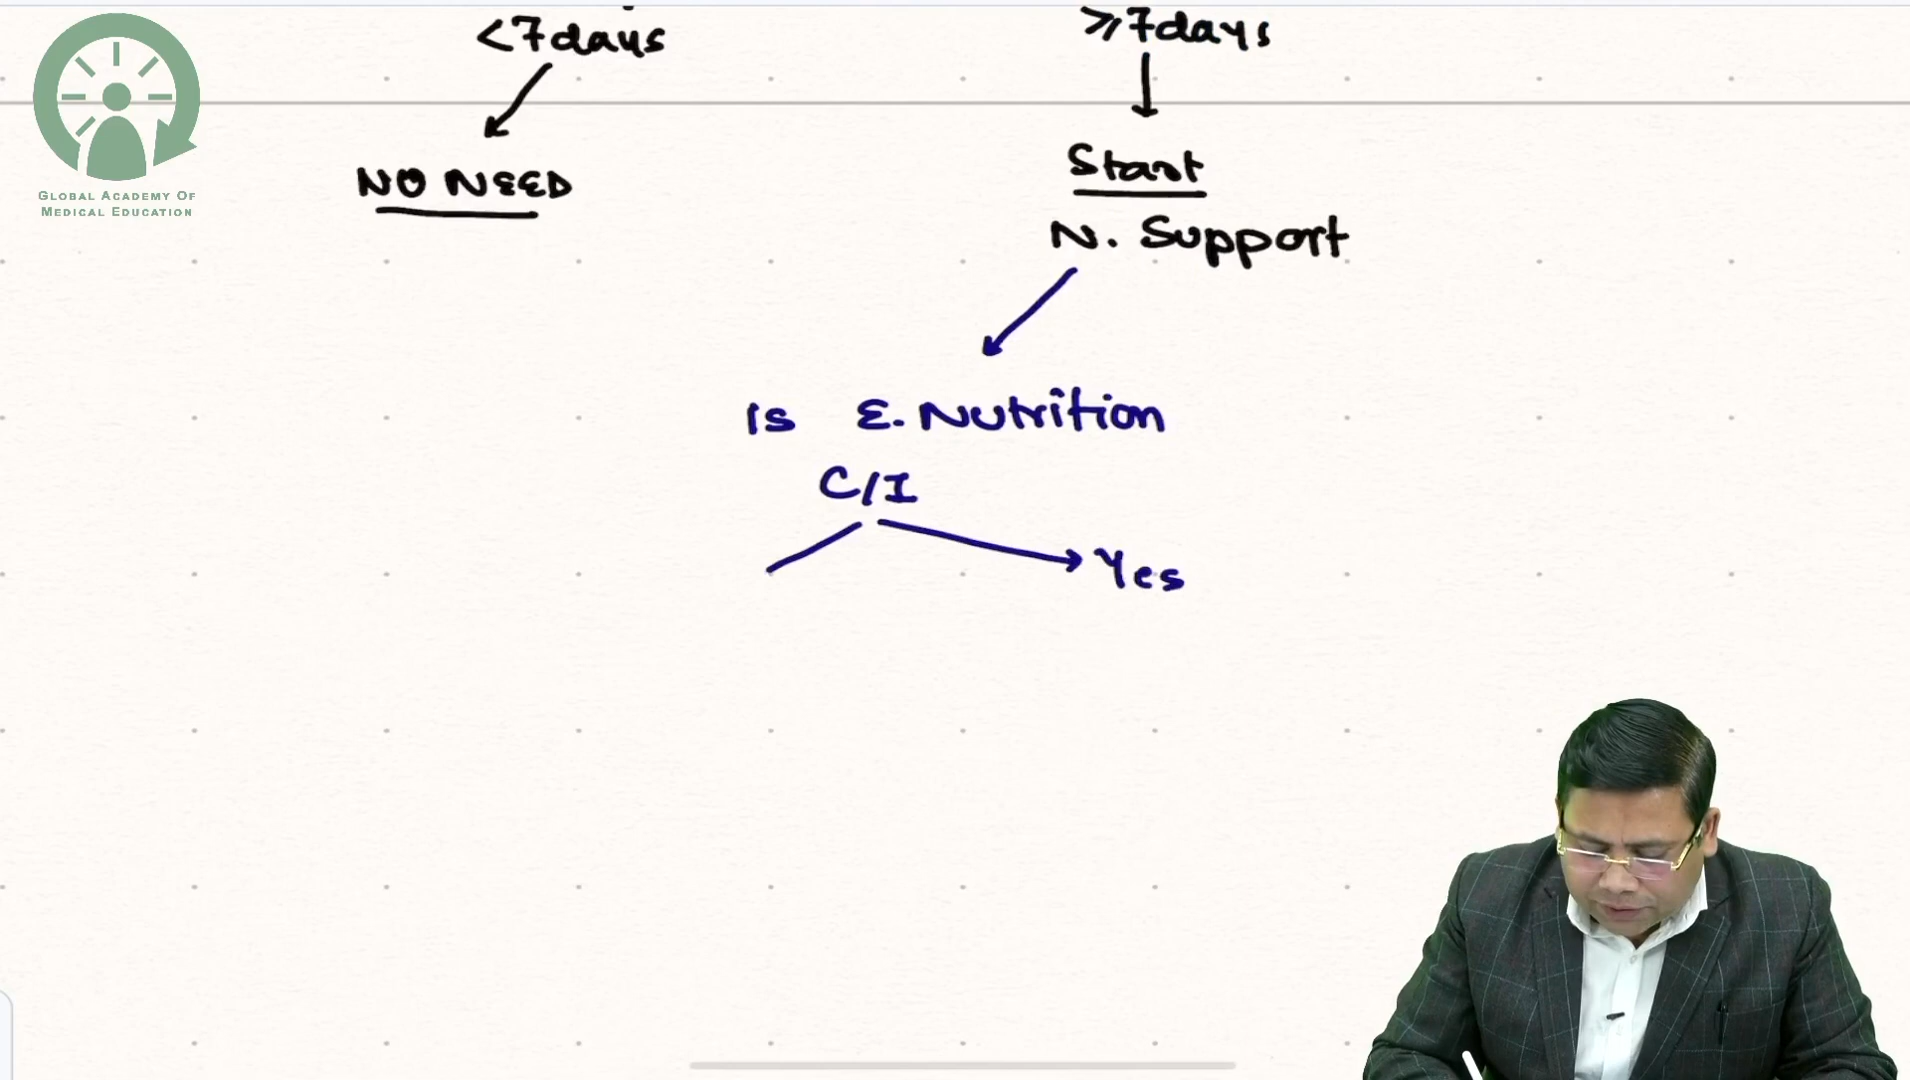 <7days
≥7days
NO NEED
Start
N. Support
Is E. Nutrition
C/I
Yes
GLOBAL ACADEMY OF
MEDICAL EDUCATION